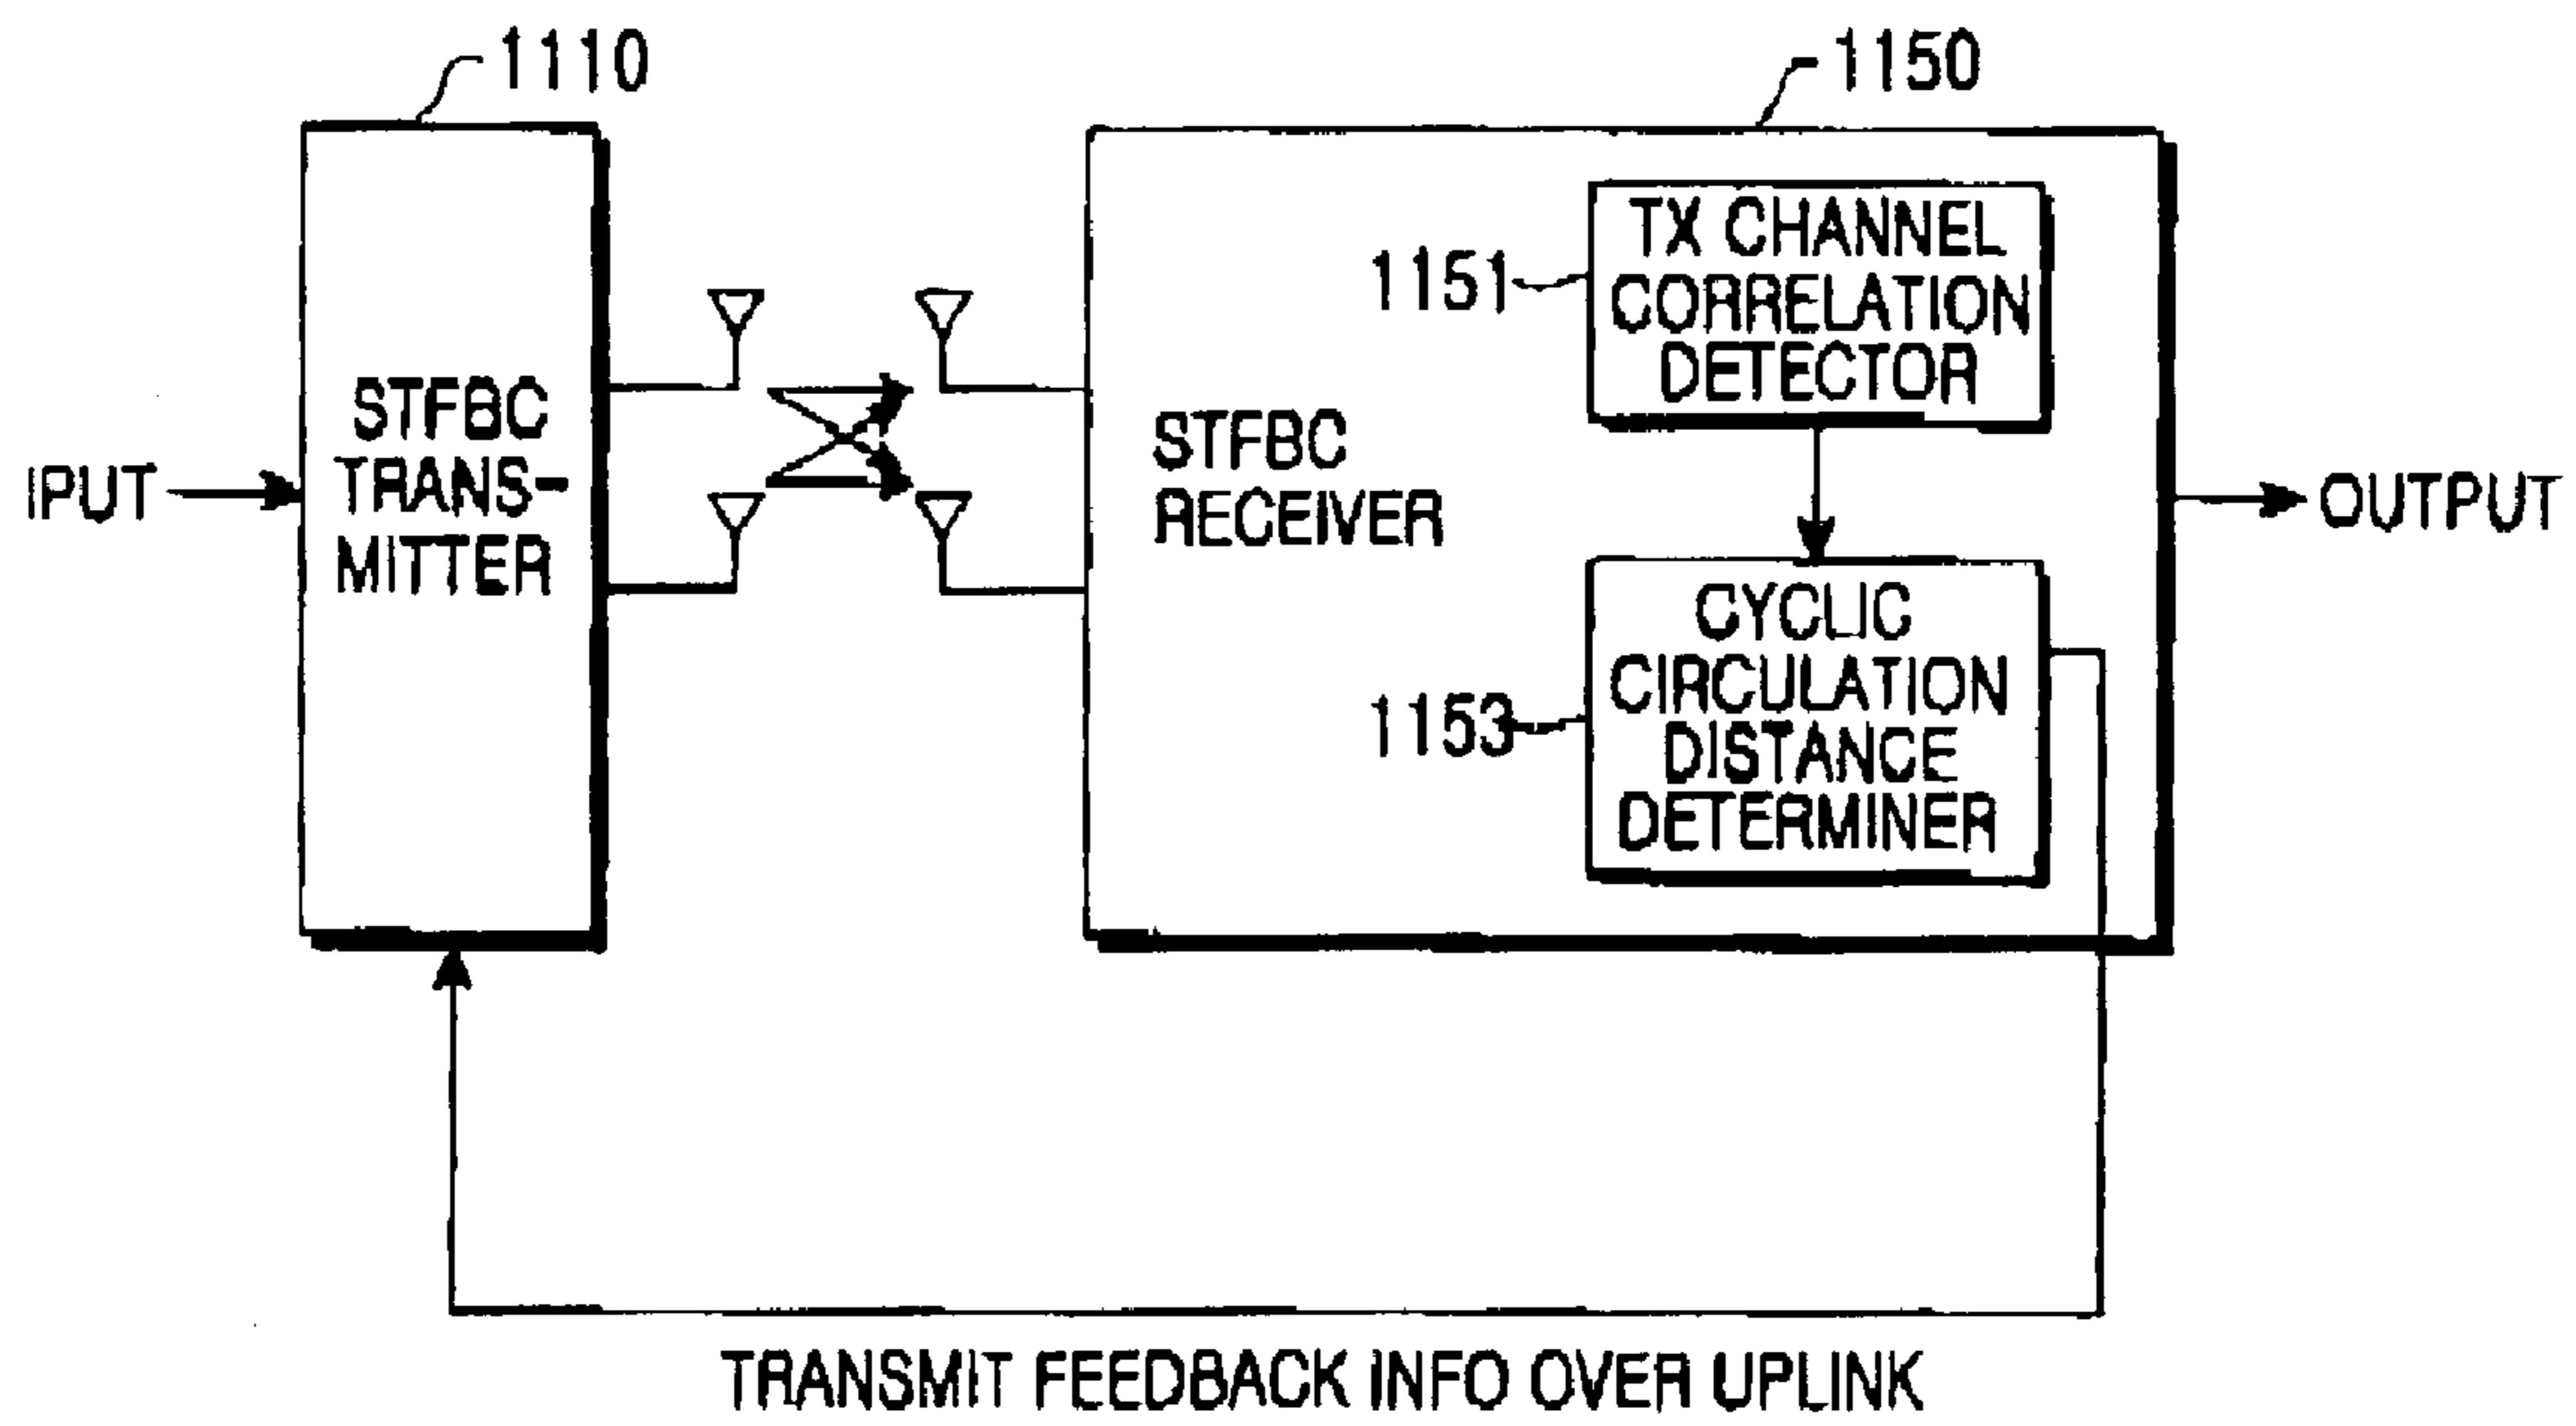 1110
1150
TX CHANNEL
CORRELATION
DETECTOR
1151
STFBC
TRANS-
MITTER
STFBC
RECEIVER
IPUT
OUTPUT
CYCLIC
CIRCULATION
DISTANCE
DETERMINER
1153
TRANSMIT FEEDBACK INFO OVER UPLINK